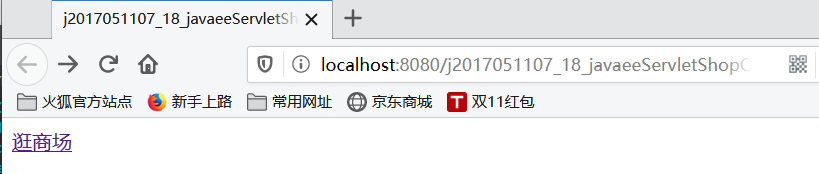 j2017051107_18_javaeeServletSh
localhost:8080/j2017051107_18_javaeeServletShopC
火狐官方站点 新手上路 常用网址 京东商城 T 双11红包
逛商场